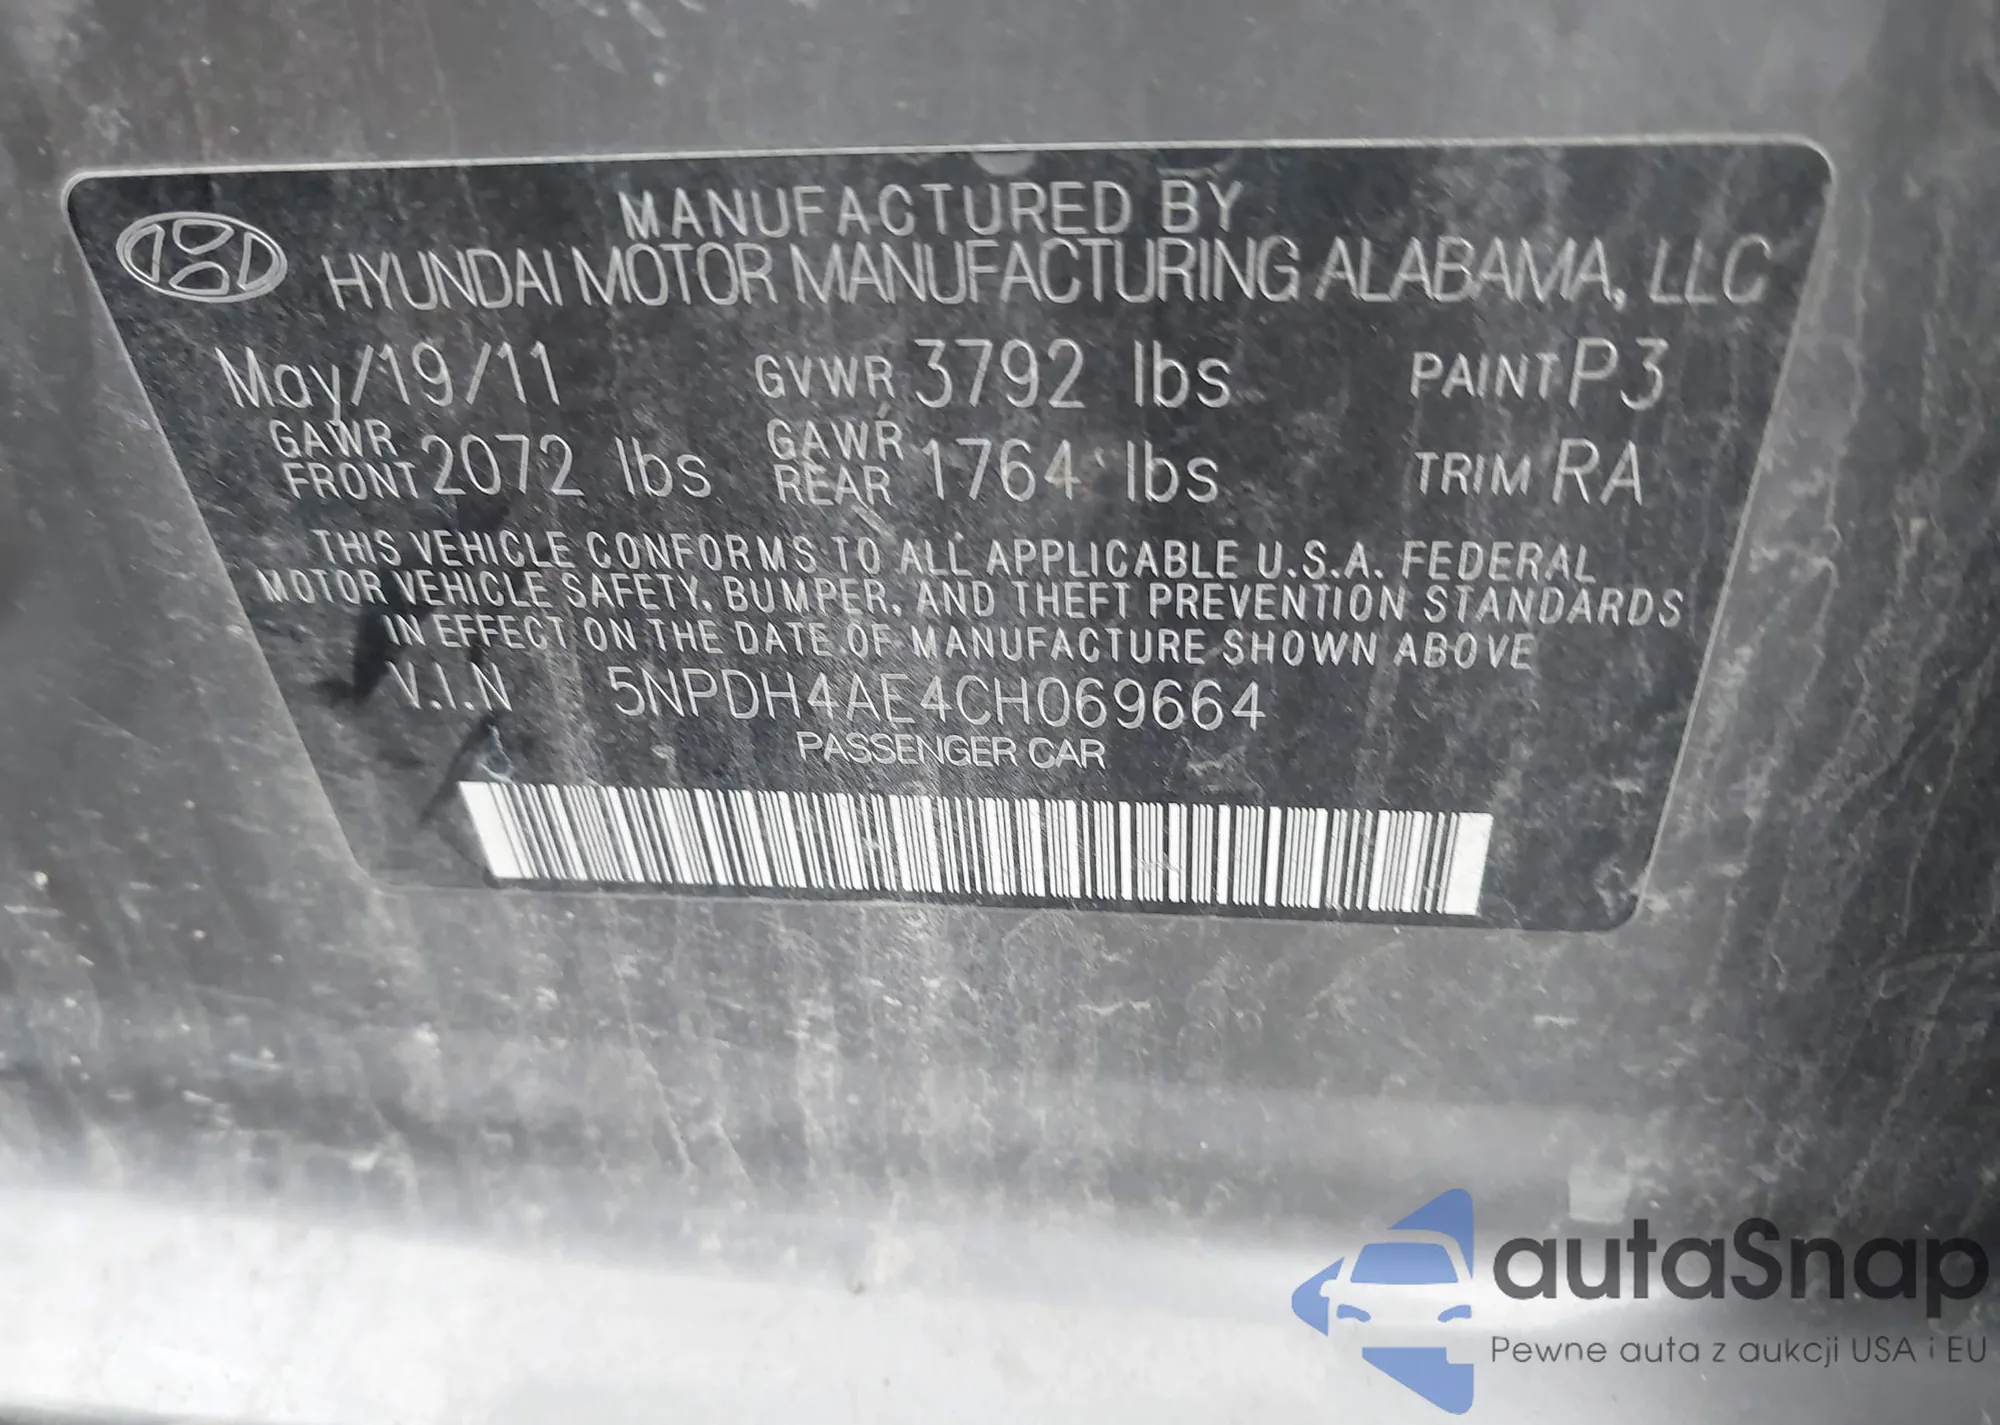 MANUFACTURED BY
HYUNDAI MOTOR MANUFACTURING ALABAMA, LLC
May/19/11 GVWR 3792 lbs PAINT P3
GAWR FRONT 2072 lbs GAWR REAR 1764 lbs TRIM RA
THIS VEHICLE CONFORMS TO ALL APPLICABLE U.S.A. FEDERAL
MOTOR VEHICLE SAFETY, BUMPER, AND THEFT PREVENTION STANDARDS
IN EFFECT ON THE DATE OF MANUFACTURE SHOWN ABOVE
V.I.N 5NPDH4AE4CH069664
PASSENGER CAR
autaSnap
Pewne auta z aukcji USA i EU